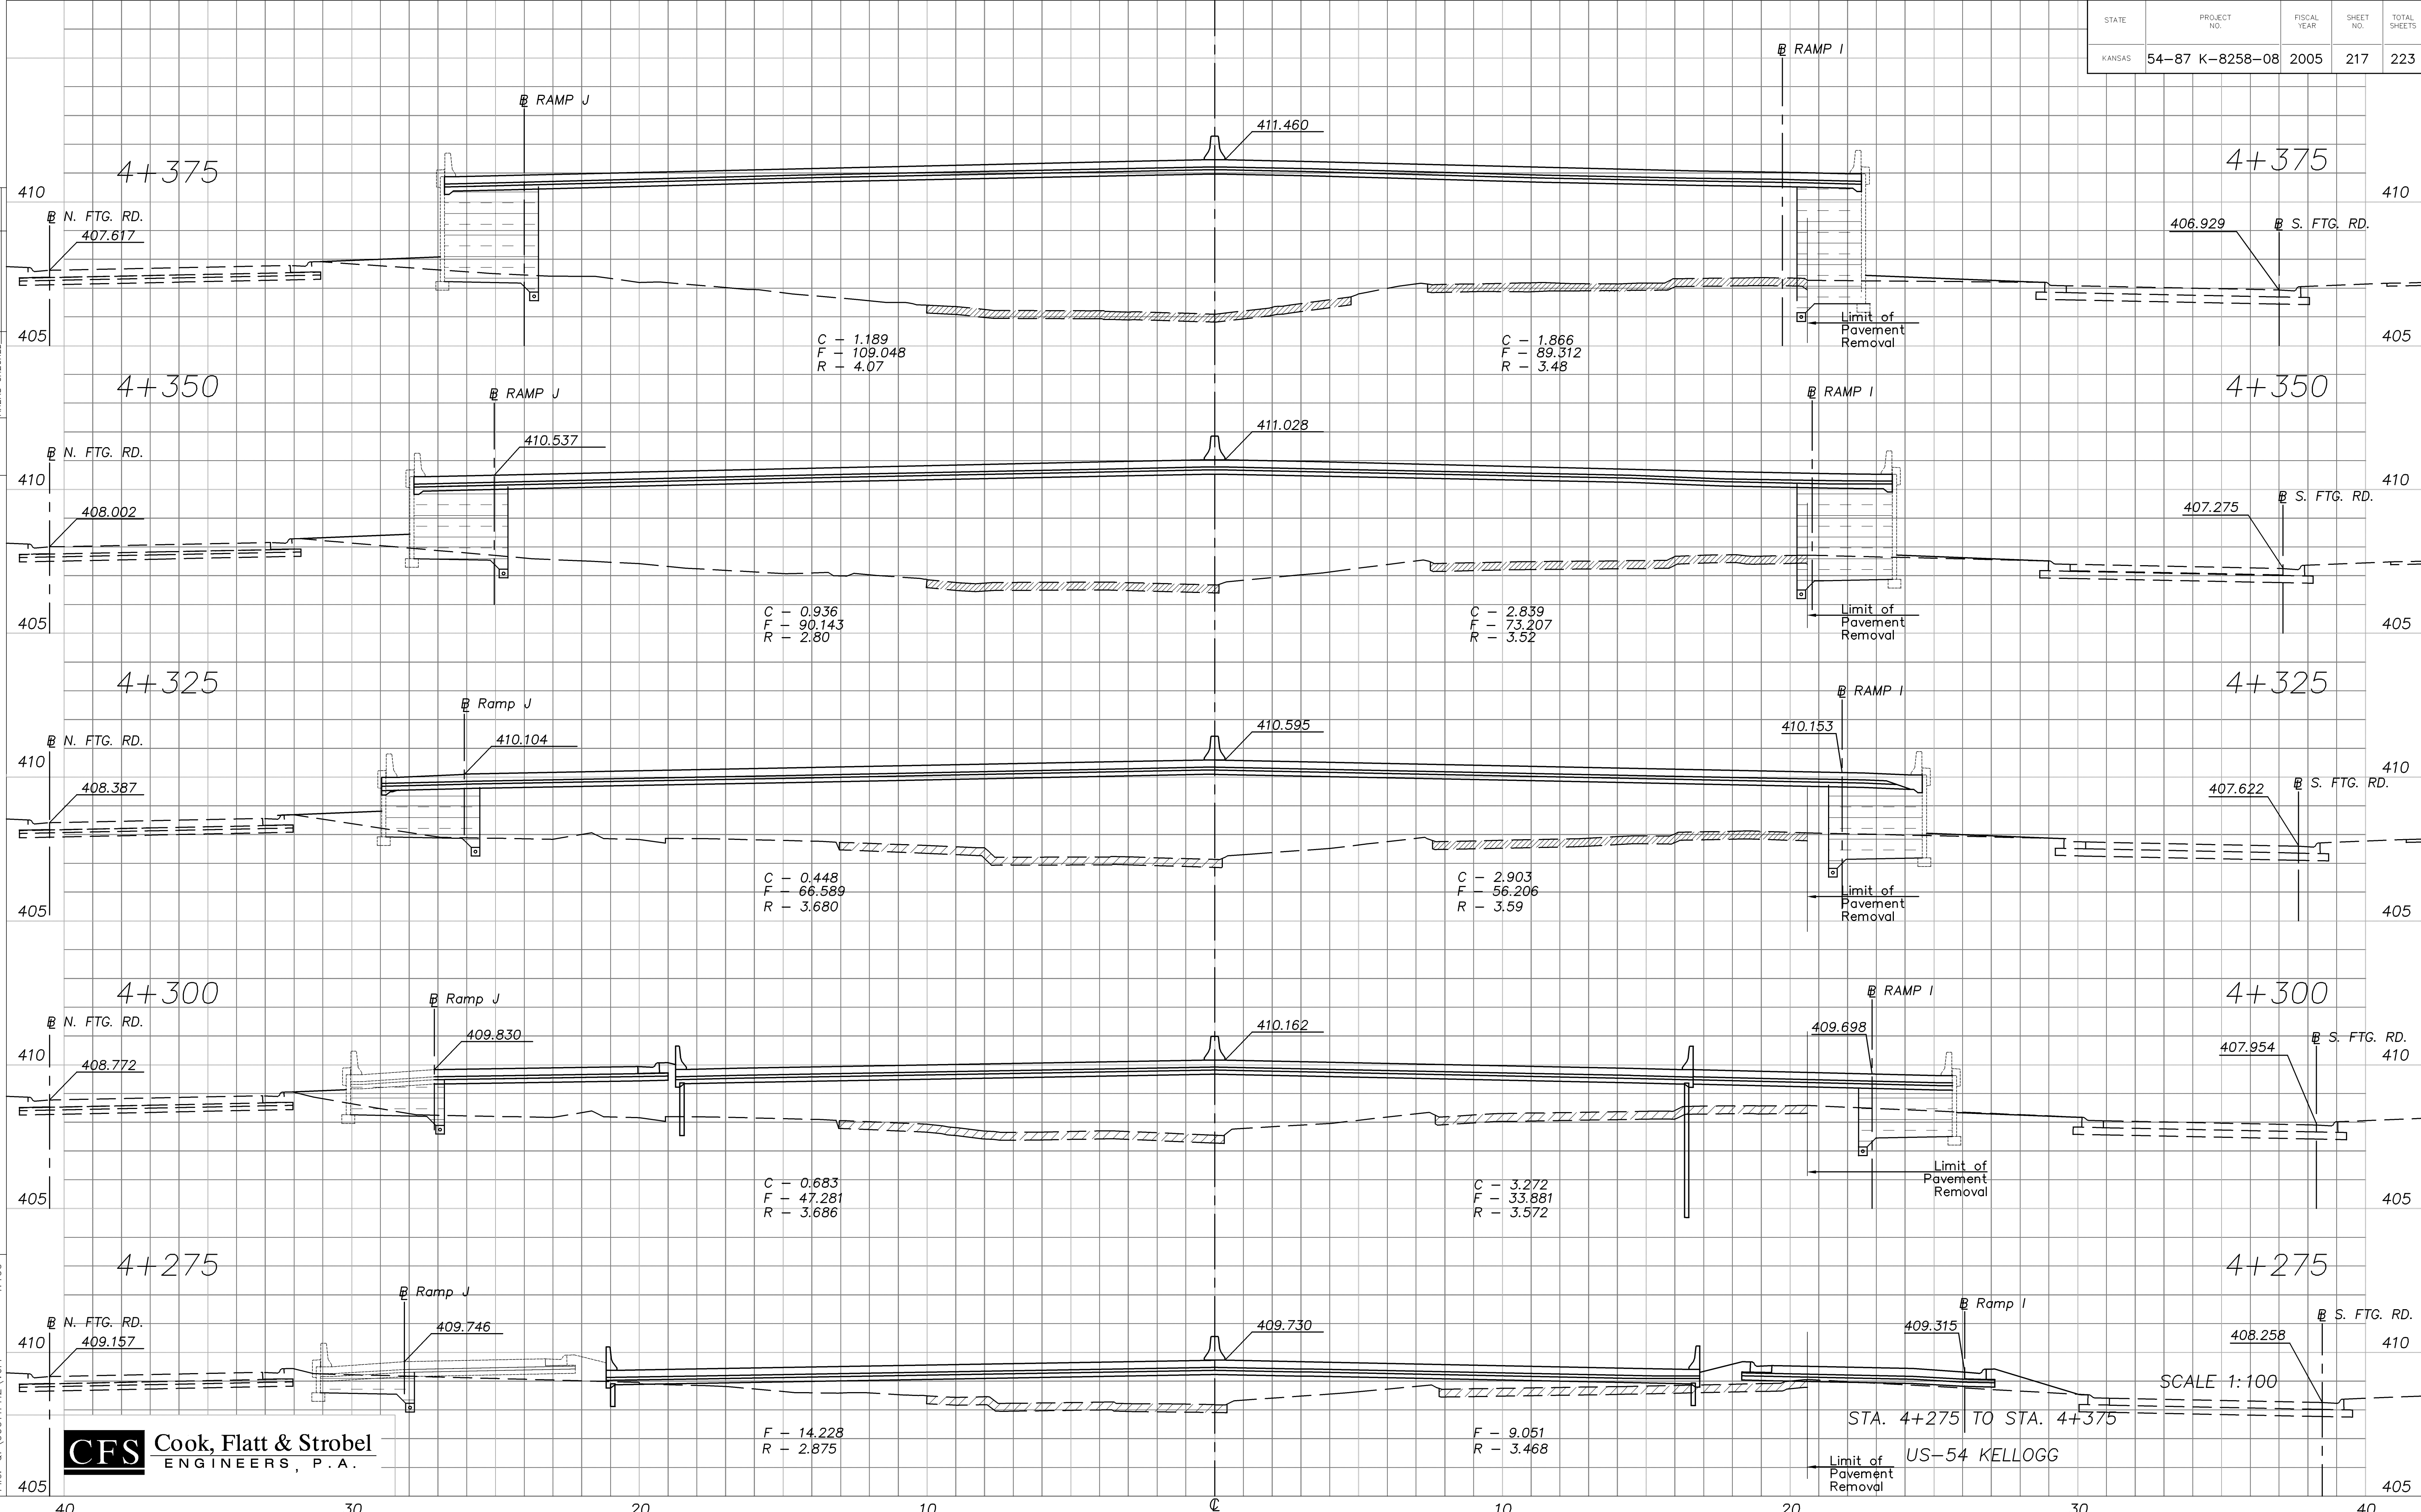 STATE
PROJECT NO.
FISCAL YEAR
SHEET NO.
TOTAL SHEETS
KANSAS
54-87 K-8258-08
2005
217
223
℄ RAMP I
℄ RAMP J
411.460
4+375
4+375
410
410
℄ N. FTG. RD.
407.617
406.929
℄ S. FTG. RD.
405
405
C - 1.189
F - 109.048
R - 4.07
C - 1.866
F - 89.312
R - 3.48
Limit of
Pavement
Removal
4+350
4+350
℄ RAMP J
℄ RAMP I
411.028
410.537
℄ N. FTG. RD.
410
410
408.002
407.275
℄ S. FTG. RD.
405
405
C - 0.936
F - 90.143
R - 2.80
C - 2.839
F - 73.207
R - 3.52
Limit of
Pavement
Removal
4+325
4+325
℄ Ramp J
℄ RAMP I
410.595
410.153
410.104
℄ N. FTG. RD.
410
410
408.387
407.622
℄ S. FTG. RD.
405
405
C - 0.448
F - 66.589
R - 3.680
C - 2.903
F - 56.206
R - 3.59
Limit of
Pavement
Removal
4+300
4+300
℄ Ramp J
℄ RAMP I
℄ N. FTG. RD.
409.830
410.162
409.698
℄ S. FTG. RD.
410
410
408.772
407.954
405
405
Limit of
Pavement
Removal
C - 0.683
F - 47.281
R - 3.686
C - 3.272
F - 33.881
R - 3.572
4+275
4+275
℄ Ramp J
℄ Ramp I
℄ N. FTG. RD.
409.746
409.730
409.315
℄ S. FTG. RD.
410
410
409.157
408.258
SCALE 1:100
STA. 4+275 TO STA. 4+375
US-54 KELLOGG
F - 14.228
R - 2.875
F - 9.051
R - 3.468
Limit of
Pavement
Removal
CFS
Cook, Flatt & Strobel
ENGINEERS, P.A.
405
405
40
30
20
10
℄
10
20
30
40